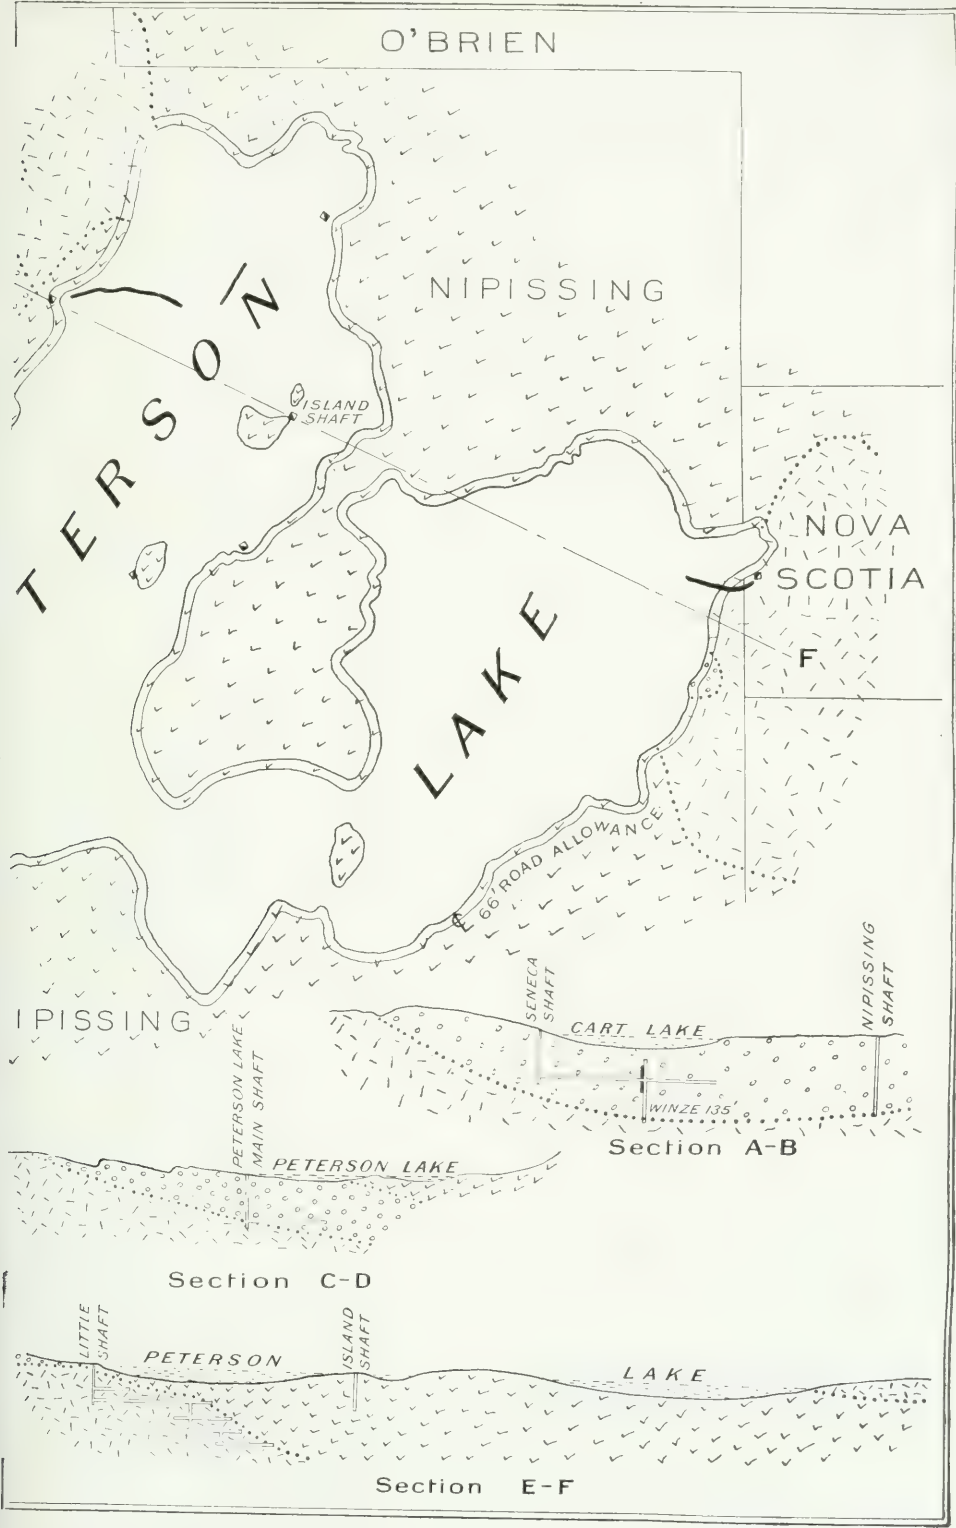 O'BRIEN
NIPISSING
TERSON
ISLAND
SHAFT
NOVA
SCOTIA
F
LAKE
66' ROAD ALLOWANCE
IPISSING
SENECA
SHAFT
CART LAKE
NIPISSING
SHAFT
WINZE 135'
Section A-B
PETERSON LAKE
MAIN SHAFT
PETERSON LAKE
Section C-D
LITTLE
SHAFT
PETERSON
ISLAND
SHAFT
LAKE
Section E-F